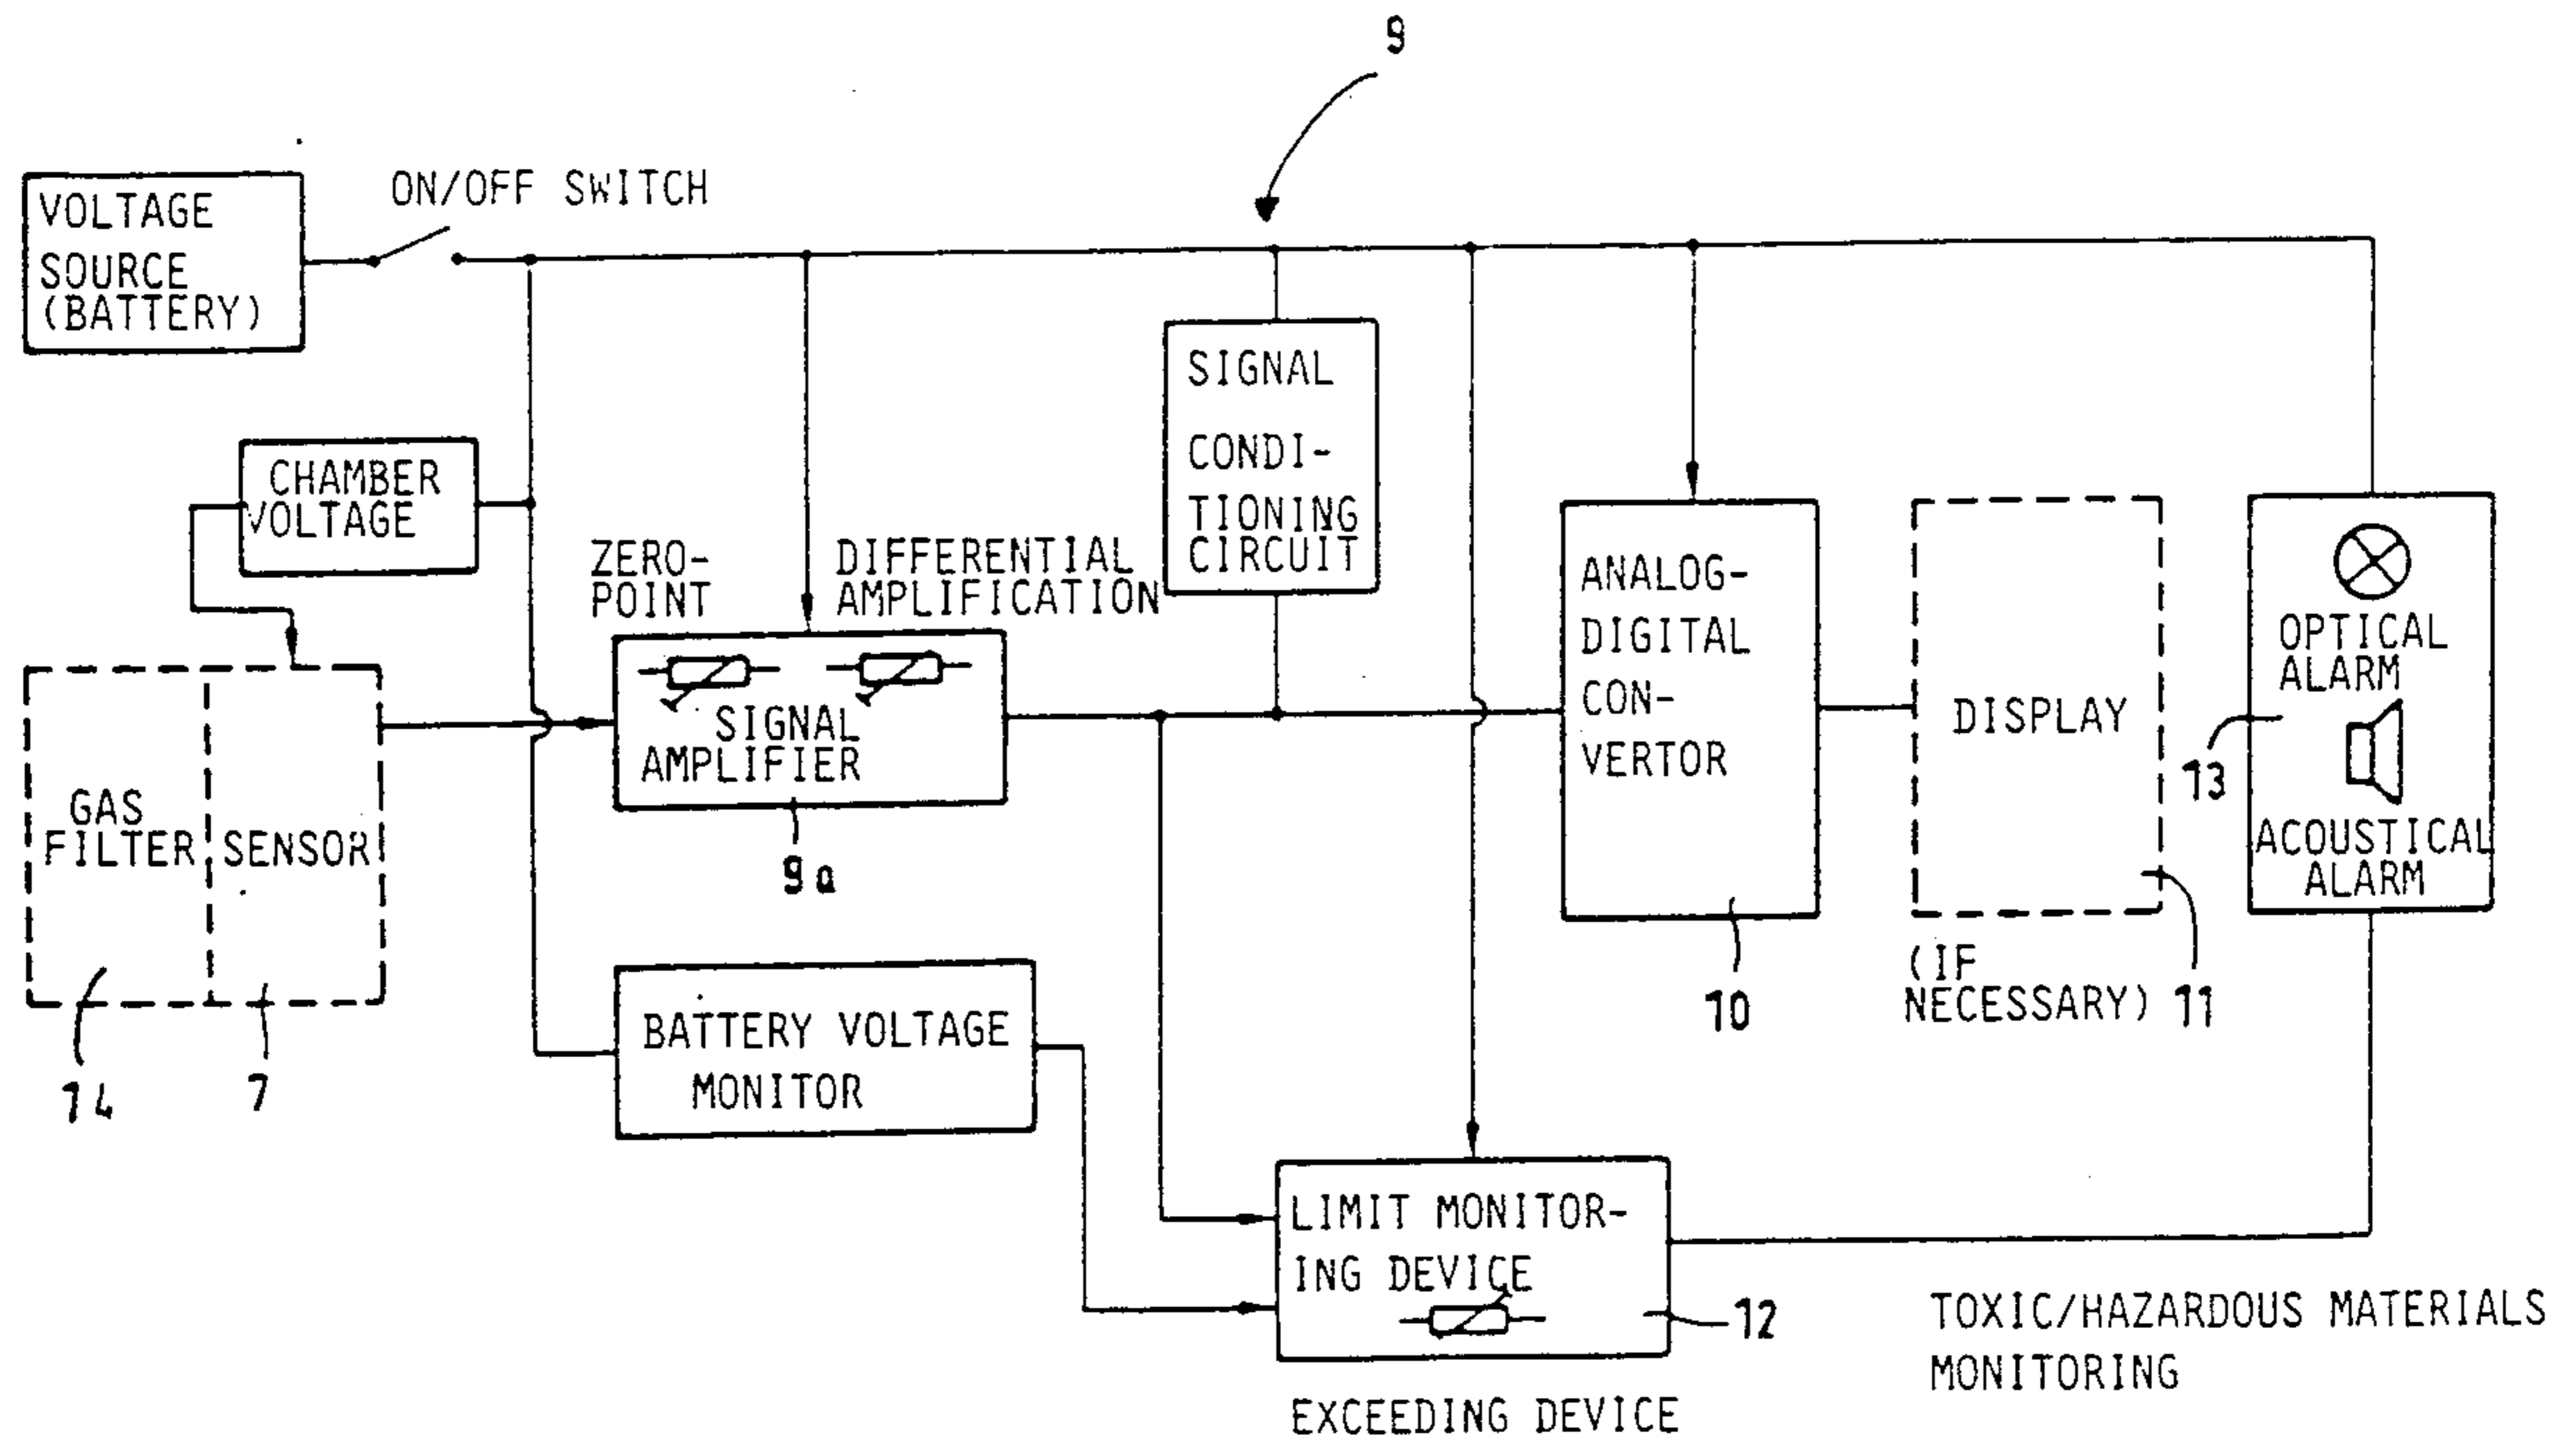 9
ON/OFF SWITCH
VOLTAGE
SOURCE
(BATTERY)
SIGNAL
CONDI-
TIONING
CIRCUIT
CHAMBER
VOLTAGE
ZERO-
POINT
DIFFERENTIAL
AMPLIFICATION
SIGNAL
AMPLIFIER
9a
GAS
FILTER
SENSOR
14
7
ANALOG-
DIGITAL
CON-
VERTOR
10
DISPLAY
(IF
NECESSARY)
11
OPTICAL
ALARM
13
ACOUSTICAL
ALARM
BATTERY VOLTAGE
MONITOR
LIMIT MONITOR-
ING DEVICE
12
EXCEEDING DEVICE
TOXIC/HAZARDOUS MATERIALS
MONITORING